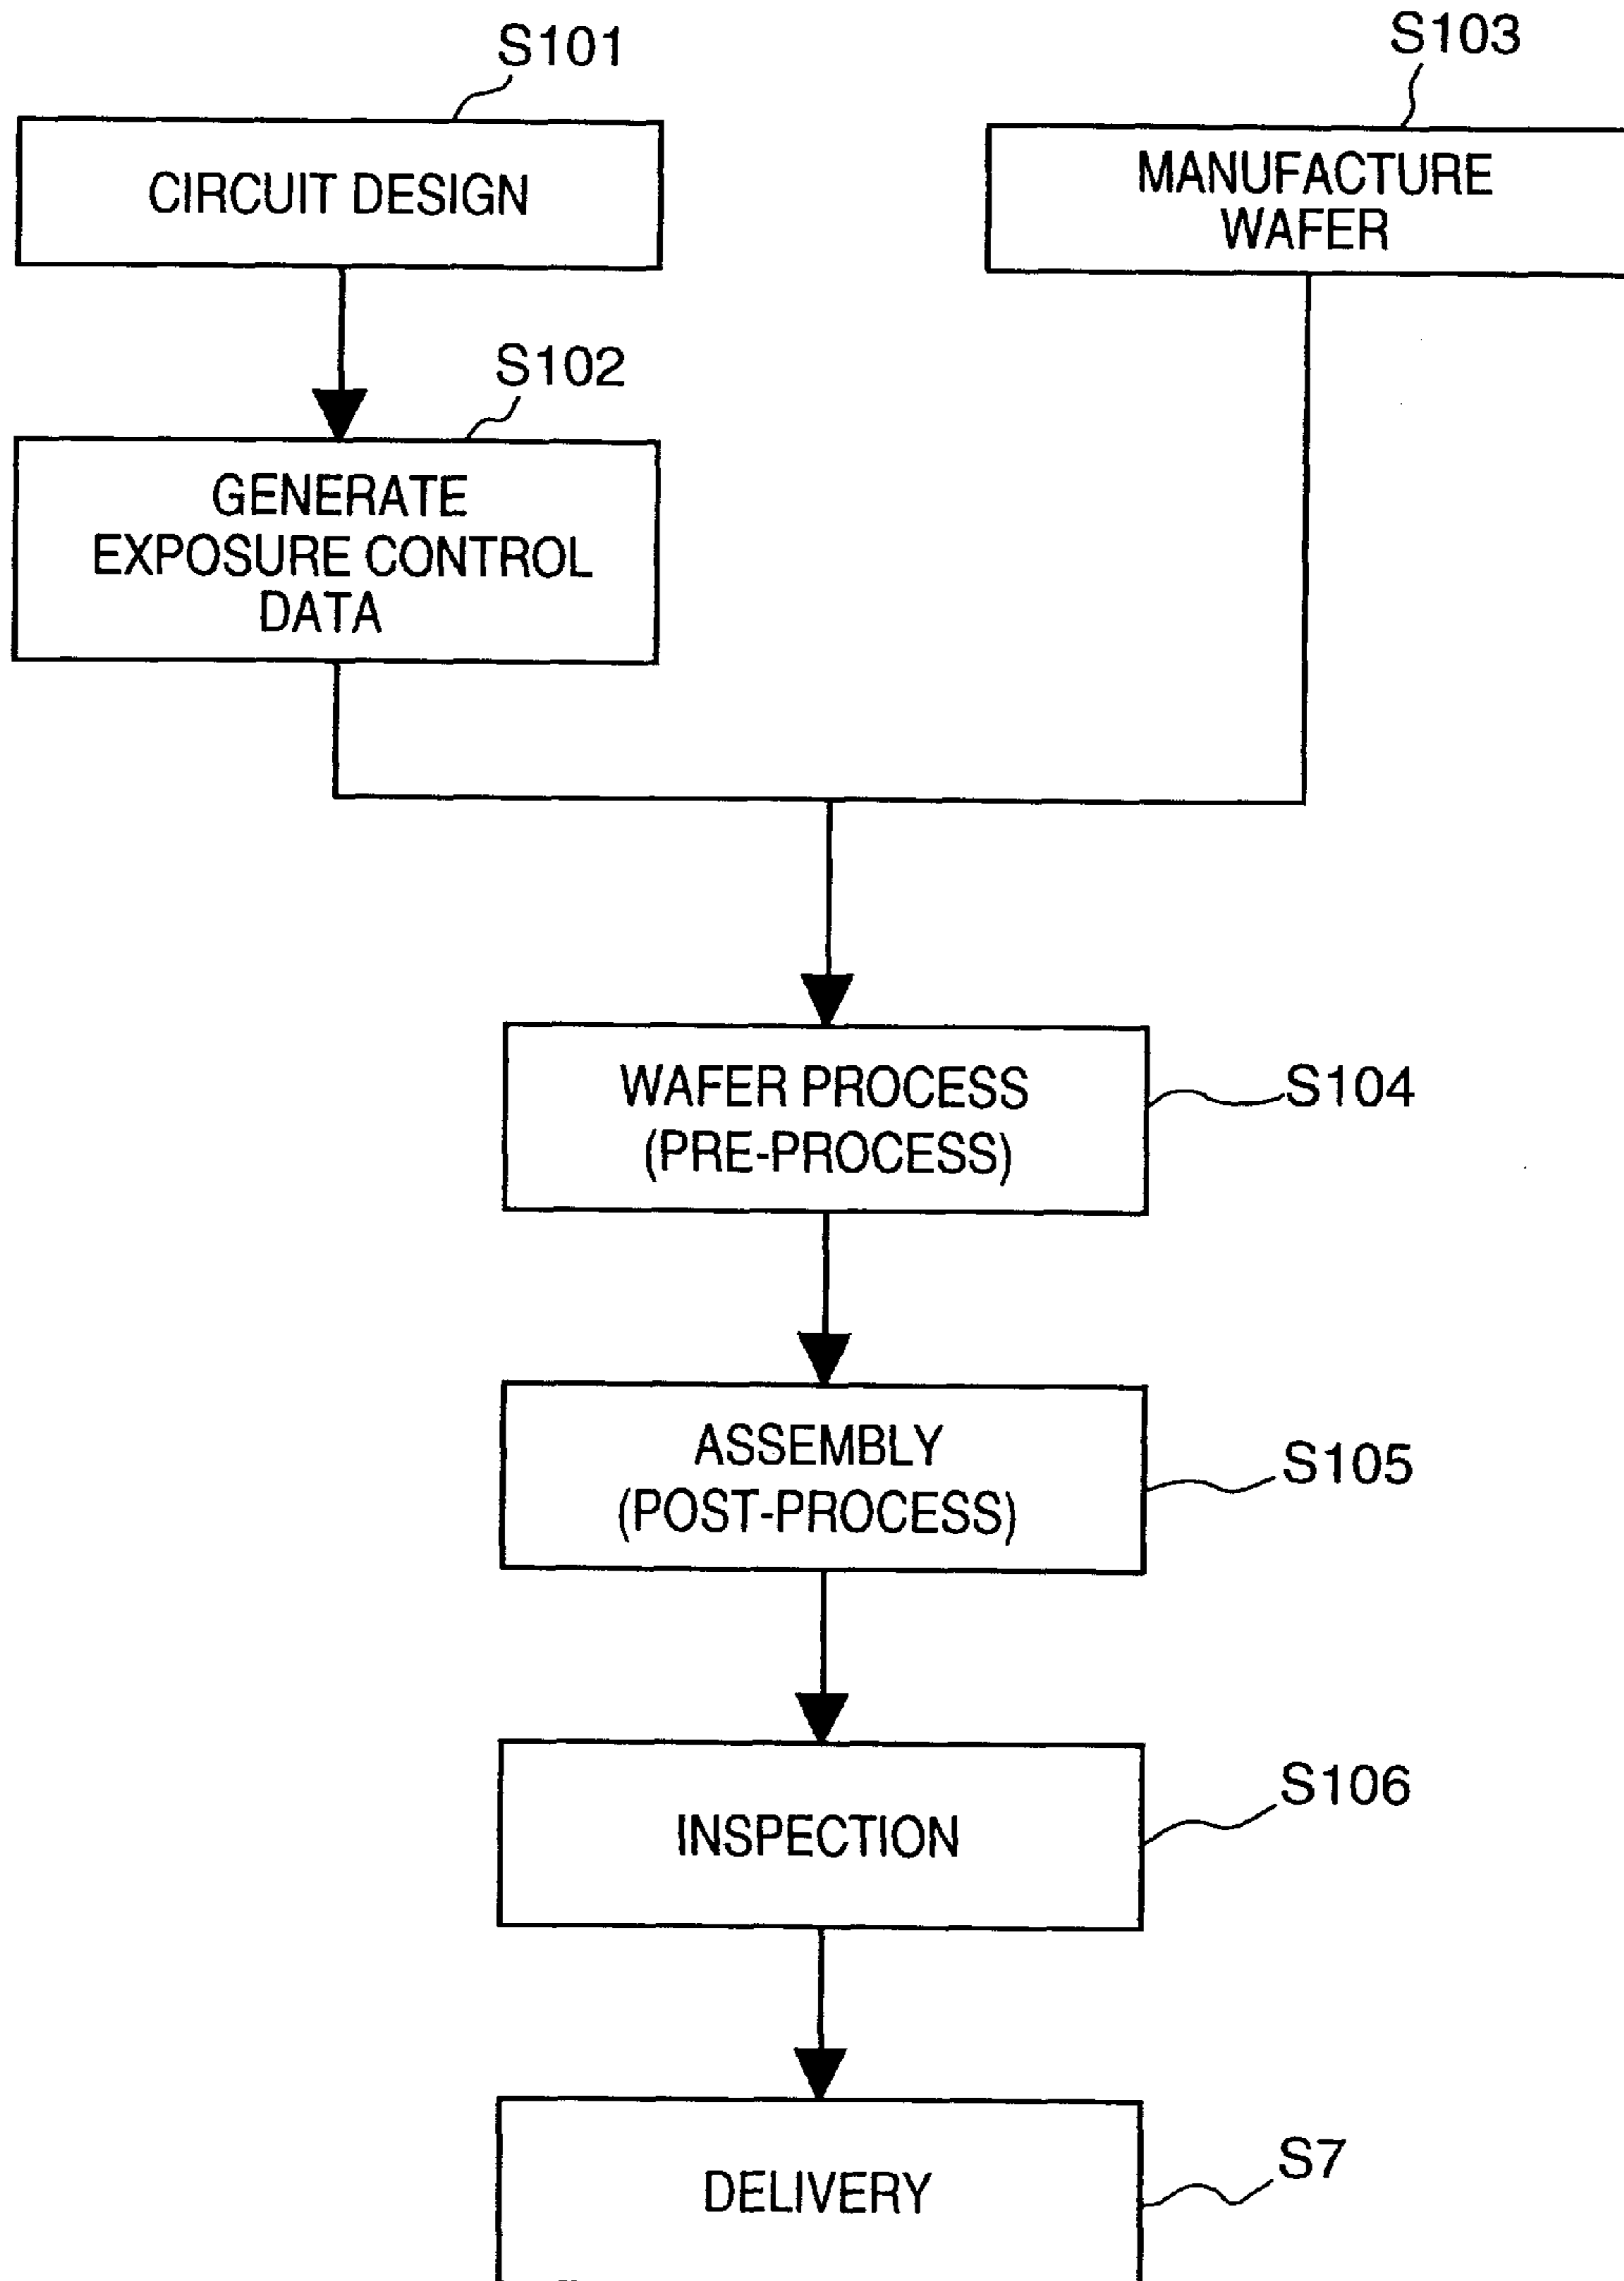 S101
CIRCUIT DESIGN
S103
MANUFACTURE
WAFER
S102
GENERATE
EXPOSURE CONTROL
DATA
WAFER PROCESS
(PRE-PROCESS)
S104
ASSEMBLY
(POST-PROCESS)
S105
INSPECTION
S106
DELIVERY
S7